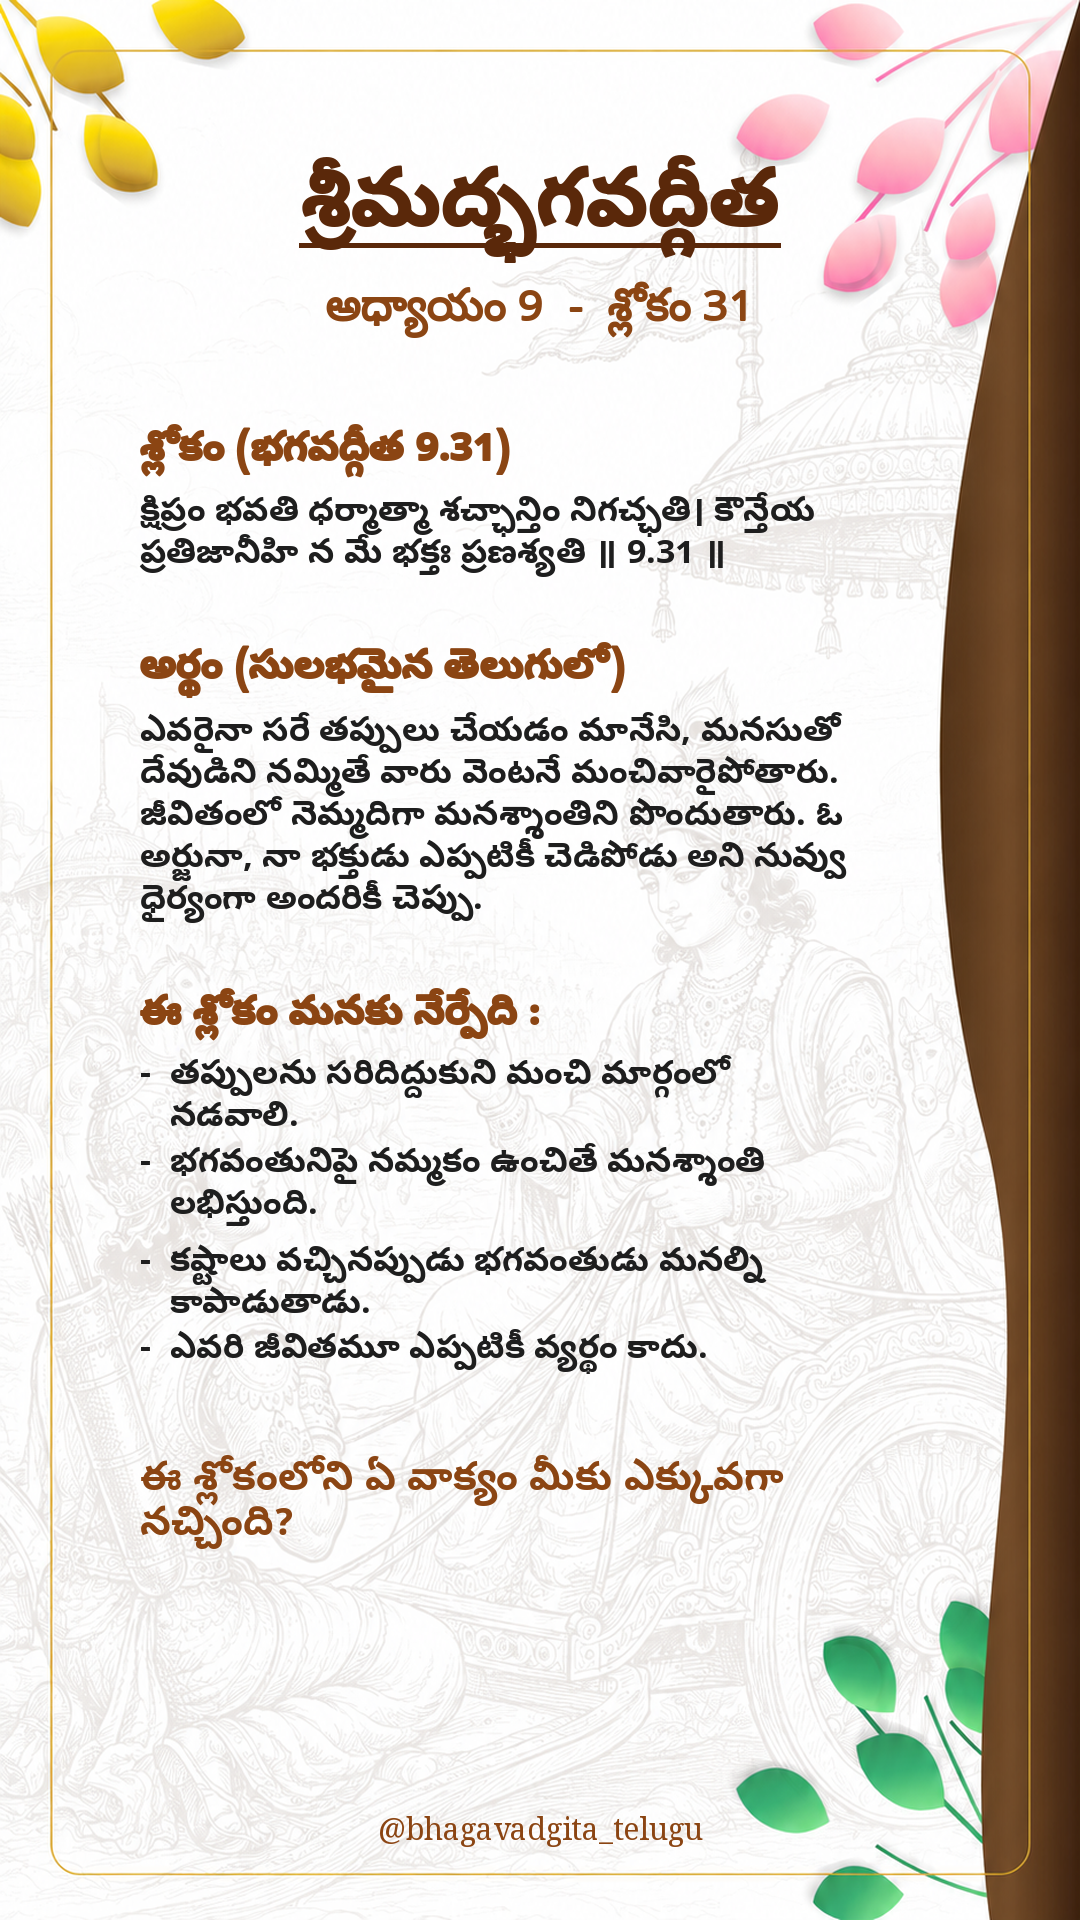 శ్రీమద్భగవద్గీత
అధ్యాయం 9 - శ్లోకం 31
శ్లోకం (భగవద్గీత 9.31)
క్షిప్రం భవతి ధర్మాత్మా శచ్ఛాన్తిం నిగచ్ఛతి| కౌన్తేయ
ప్రతిజానీహి న మే భక్తః ప్రణశ్యతి || 9.31 ||
అర్థం (సులభమైన తెలుగులో)
ఎవరైనా సరే తప్పులు చేయడం మానేసి, మనసుతో
దేవుడిని నమ్మితే వారు వెంటనే మంచివారైపోతారు.
జీవితంలో నెమ్మదిగా మనశ్శాంతిని పొందుతారు. ఓ
అర్జునా, నా భక్తుడు ఎప్పటికీ చెడిపోడు అని నువ్వు
ధైర్యంగా అందరికీ చెప్పు.
ఈ శ్లోకం మనకు నేర్పేది :
- తప్పులను సరిదిద్దుకుని మంచి మార్గంలో
నడవాలి.
- భగవంతునిపై నమ్మకం ఉంచితే మనశ్శాంతి
లభిస్తుంది.
- కష్టాలు వచ్చినప్పుడు భగవంతుడు మనల్ని
కాపాడుతాడు.
- ఎవరి జీవితమూ ఎప్పటికీ వ్యర్థం కాదు.
ఈ శ్లోకంలోని ఏ వాక్యం మీకు ఎక్కువగా
నచ్చింది?
@bhagavadgita_telugu